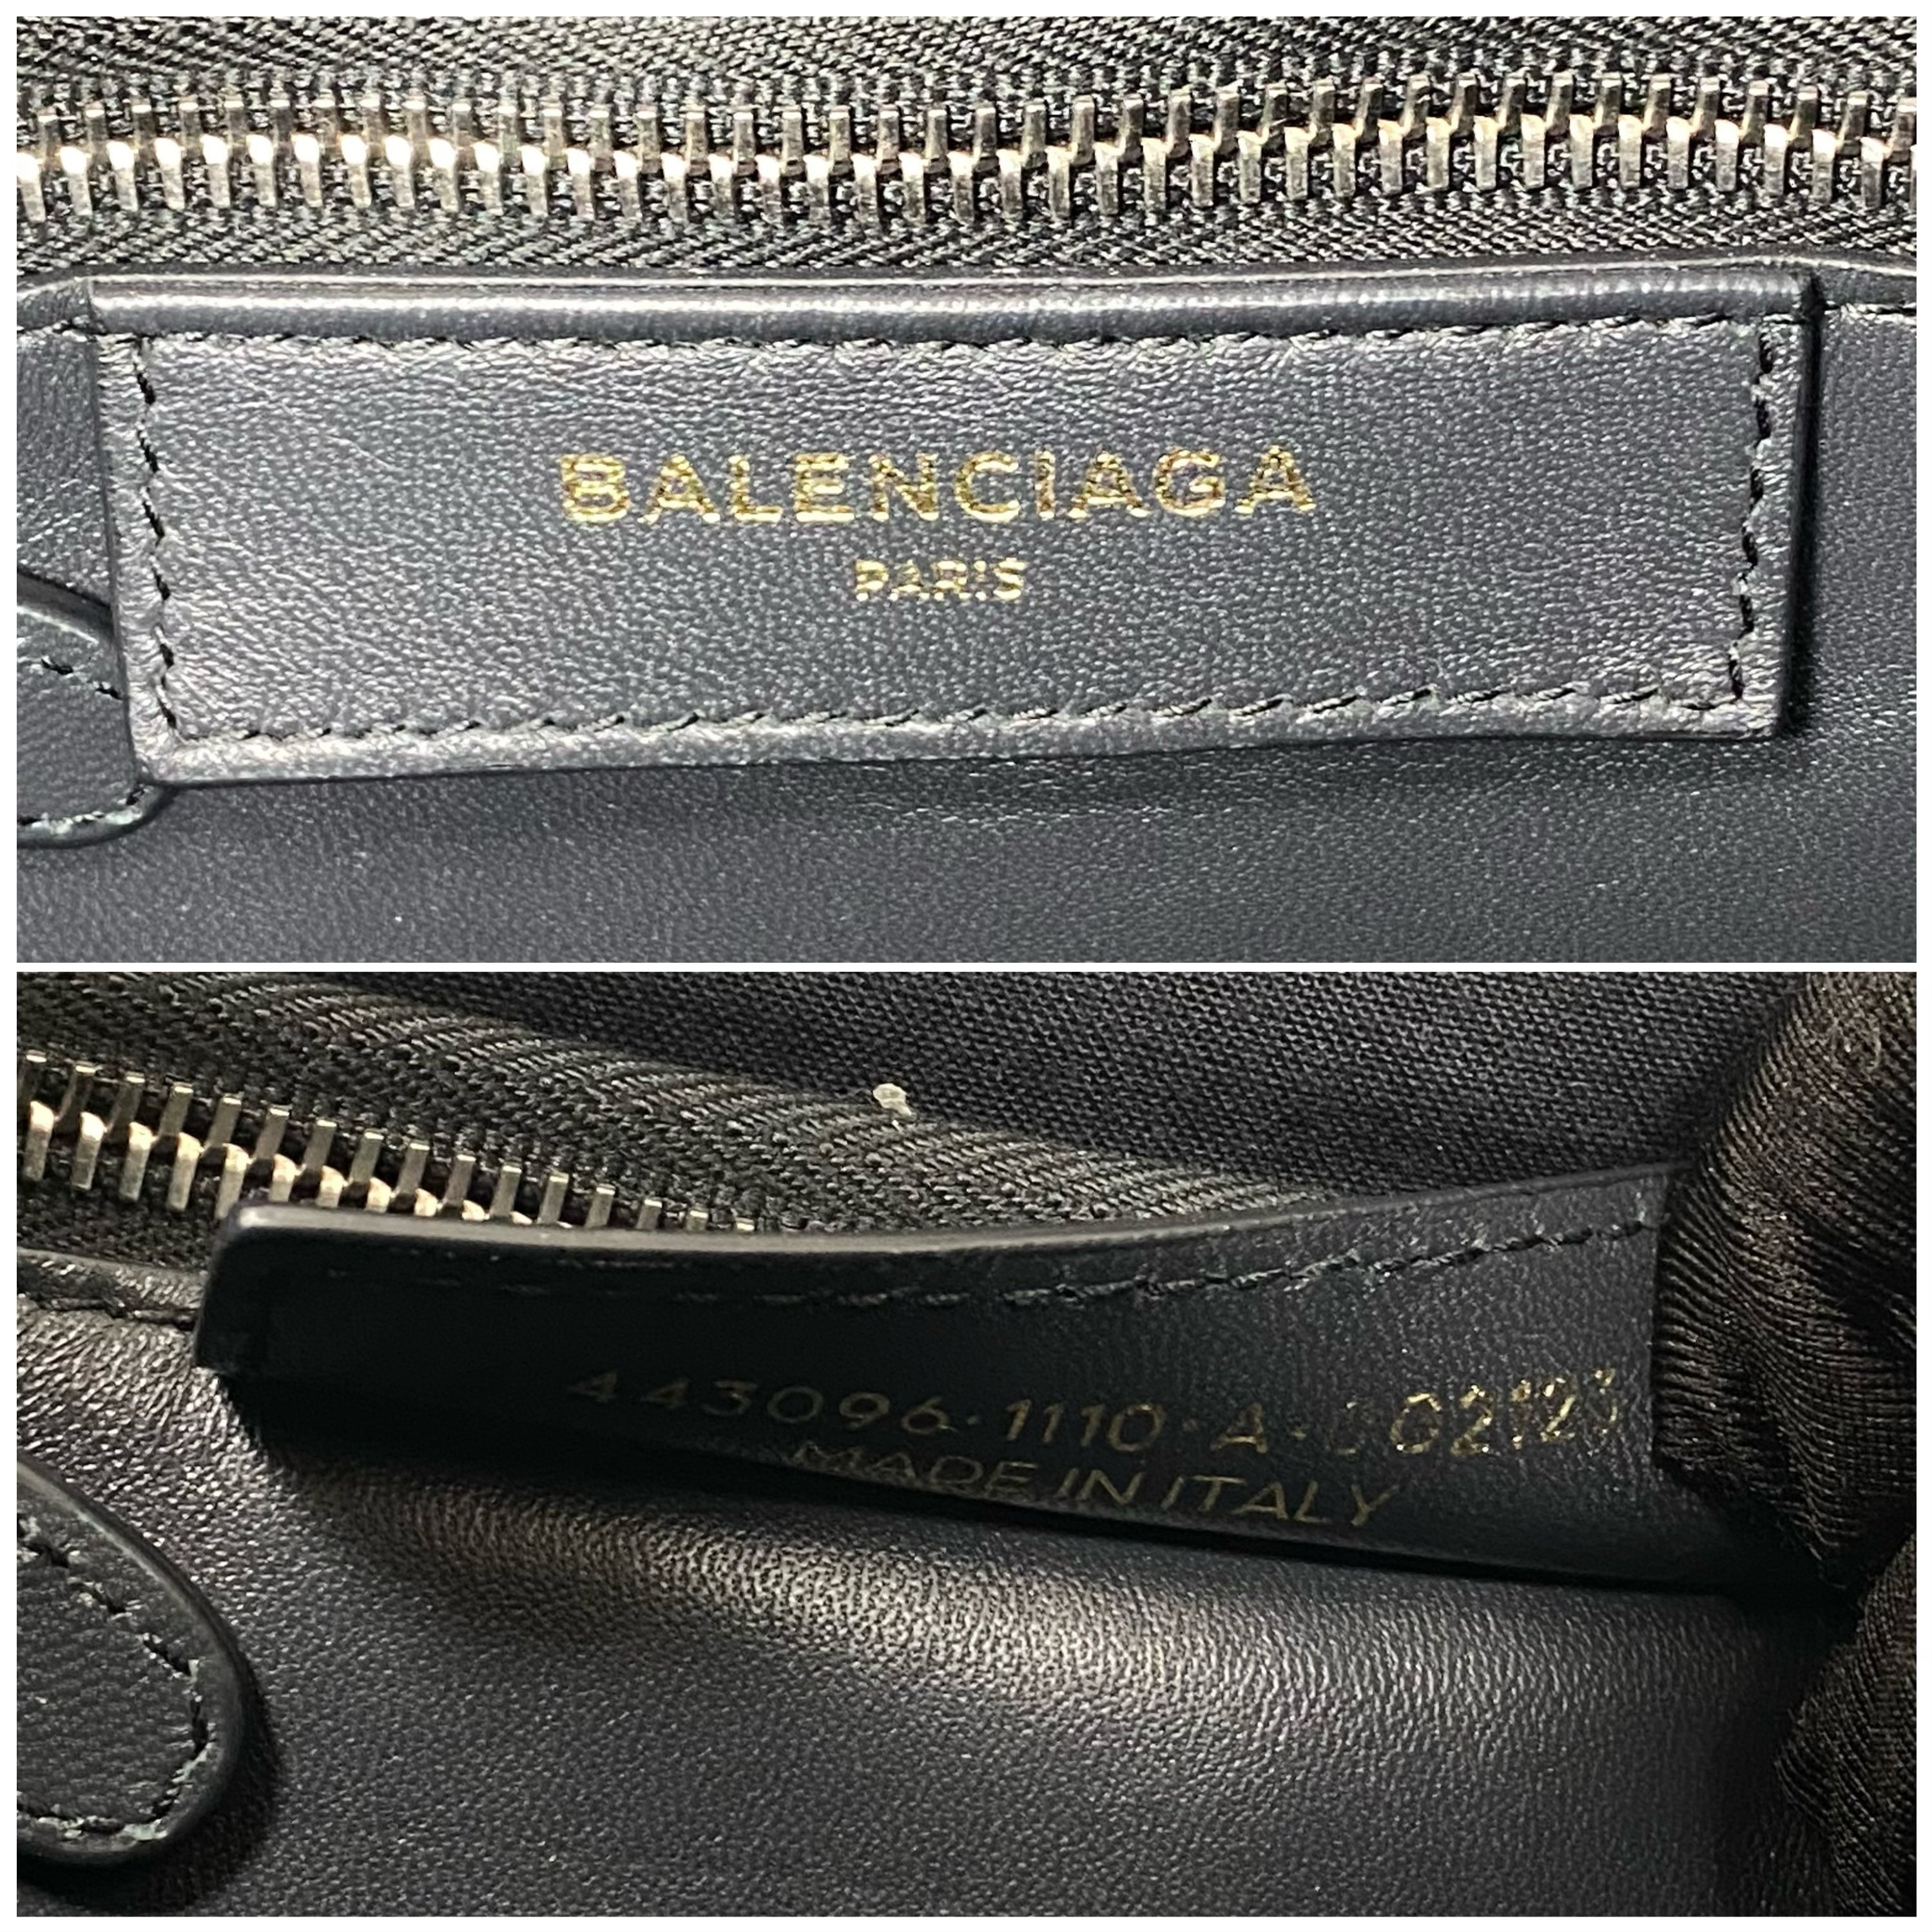 BALENCIAGA
PARIS
443096·1110·A·
MADE IN ITALY